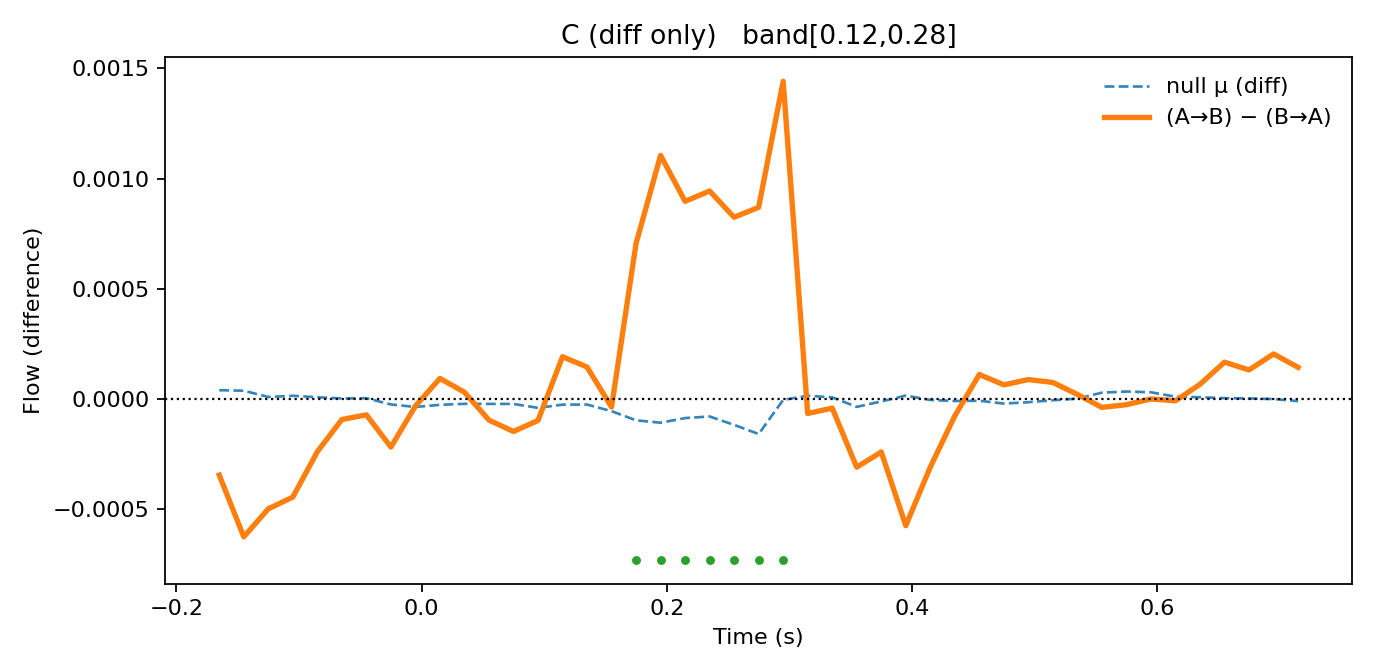 C (diff only)   band[0.12,0.28]
null μ (diff)
(A→B) − (B→A)
0.0015
0.0010
0.0005
0.0000
−0.0005
Flow (difference)
−0.2
0.0
0.2
0.4
0.6
Time (s)